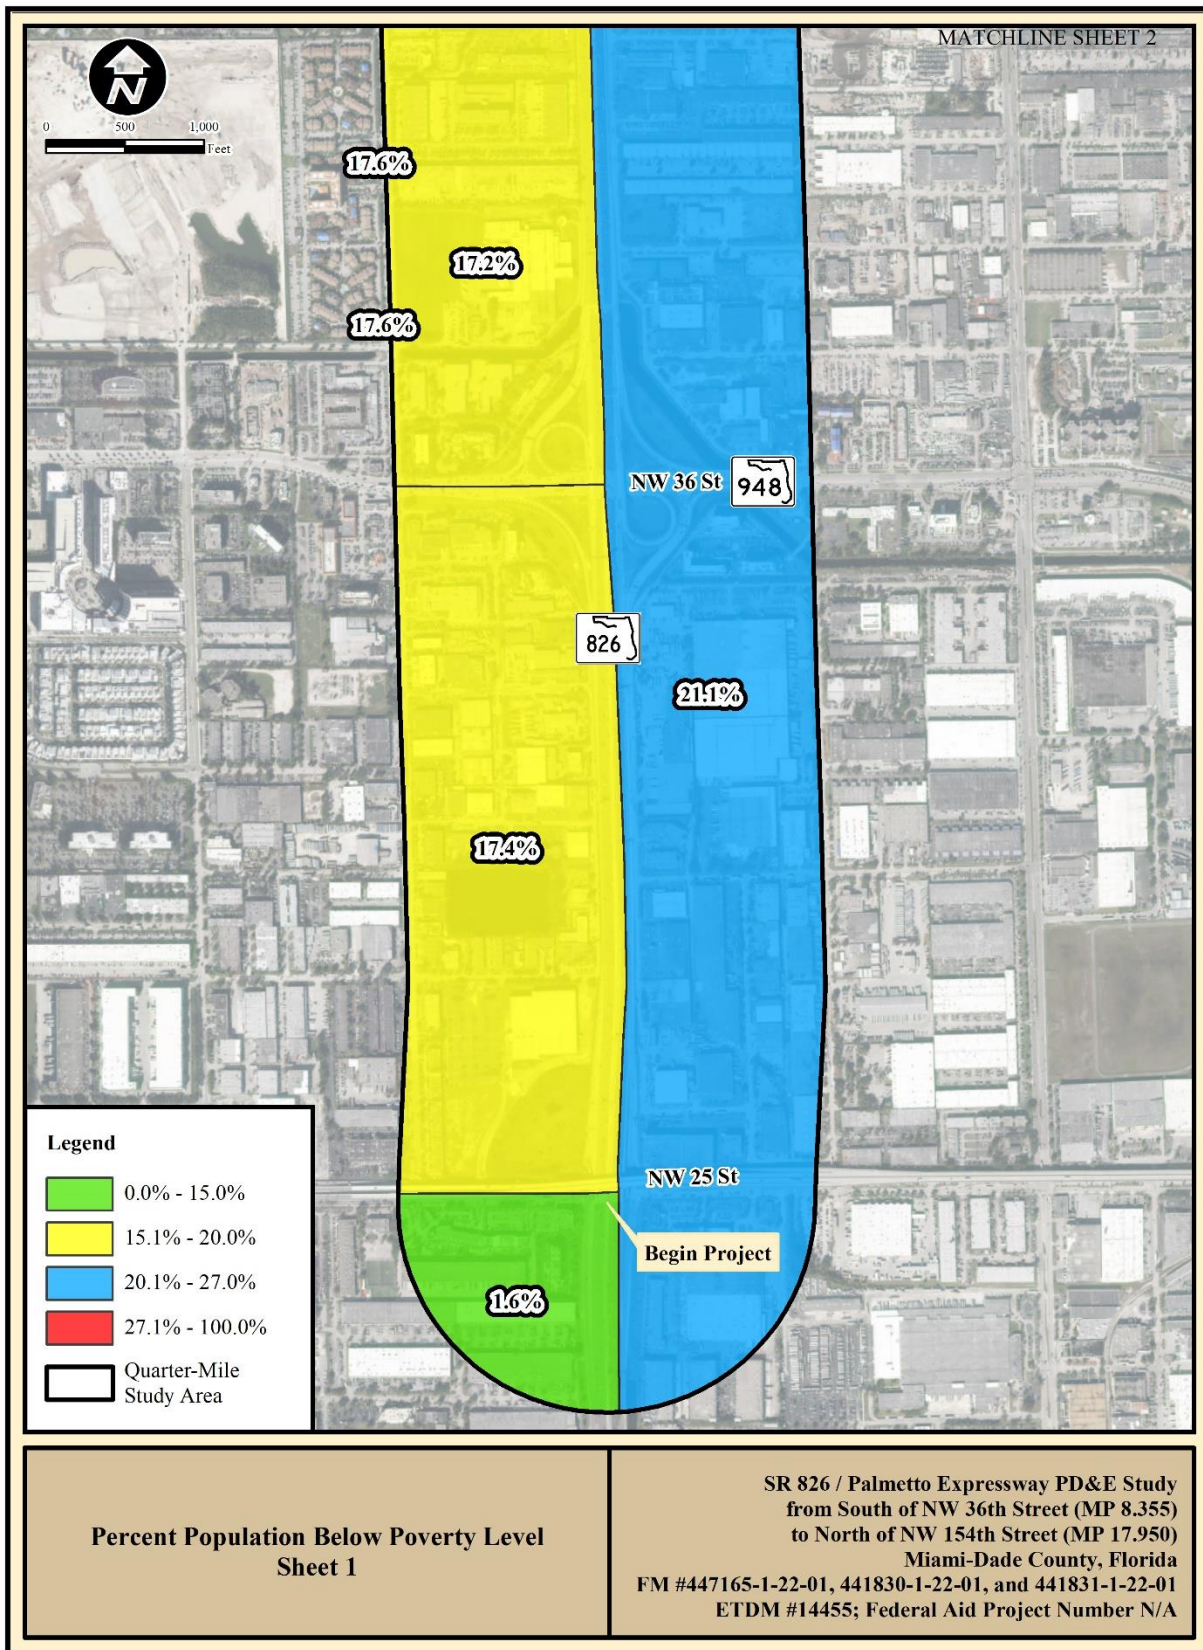 MATCHLINE SHEET 2
N
0 500 1,000
Feet
17.6%
17.2%
17.6%
NW 36 St
948
826
21.1%
17.4%
NW 25 St
Begin Project
1.6%
Legend
0.0% - 15.0%
15.1% - 20.0%
20.1% - 27.0%
27.1% - 100.0%
Quarter-Mile
Study Area
Percent Population Below Poverty Level
Sheet 1
SR 826 / Palmetto Expressway PD&E Study
from South of NW 36th Street (MP 8.355)
to North of NW 154th Street (MP 17.950)
Miami-Dade County, Florida
FM #447165-1-22-01, 441830-1-22-01, and 441831-1-22-01
ETDM #14455; Federal Aid Project Number N/A